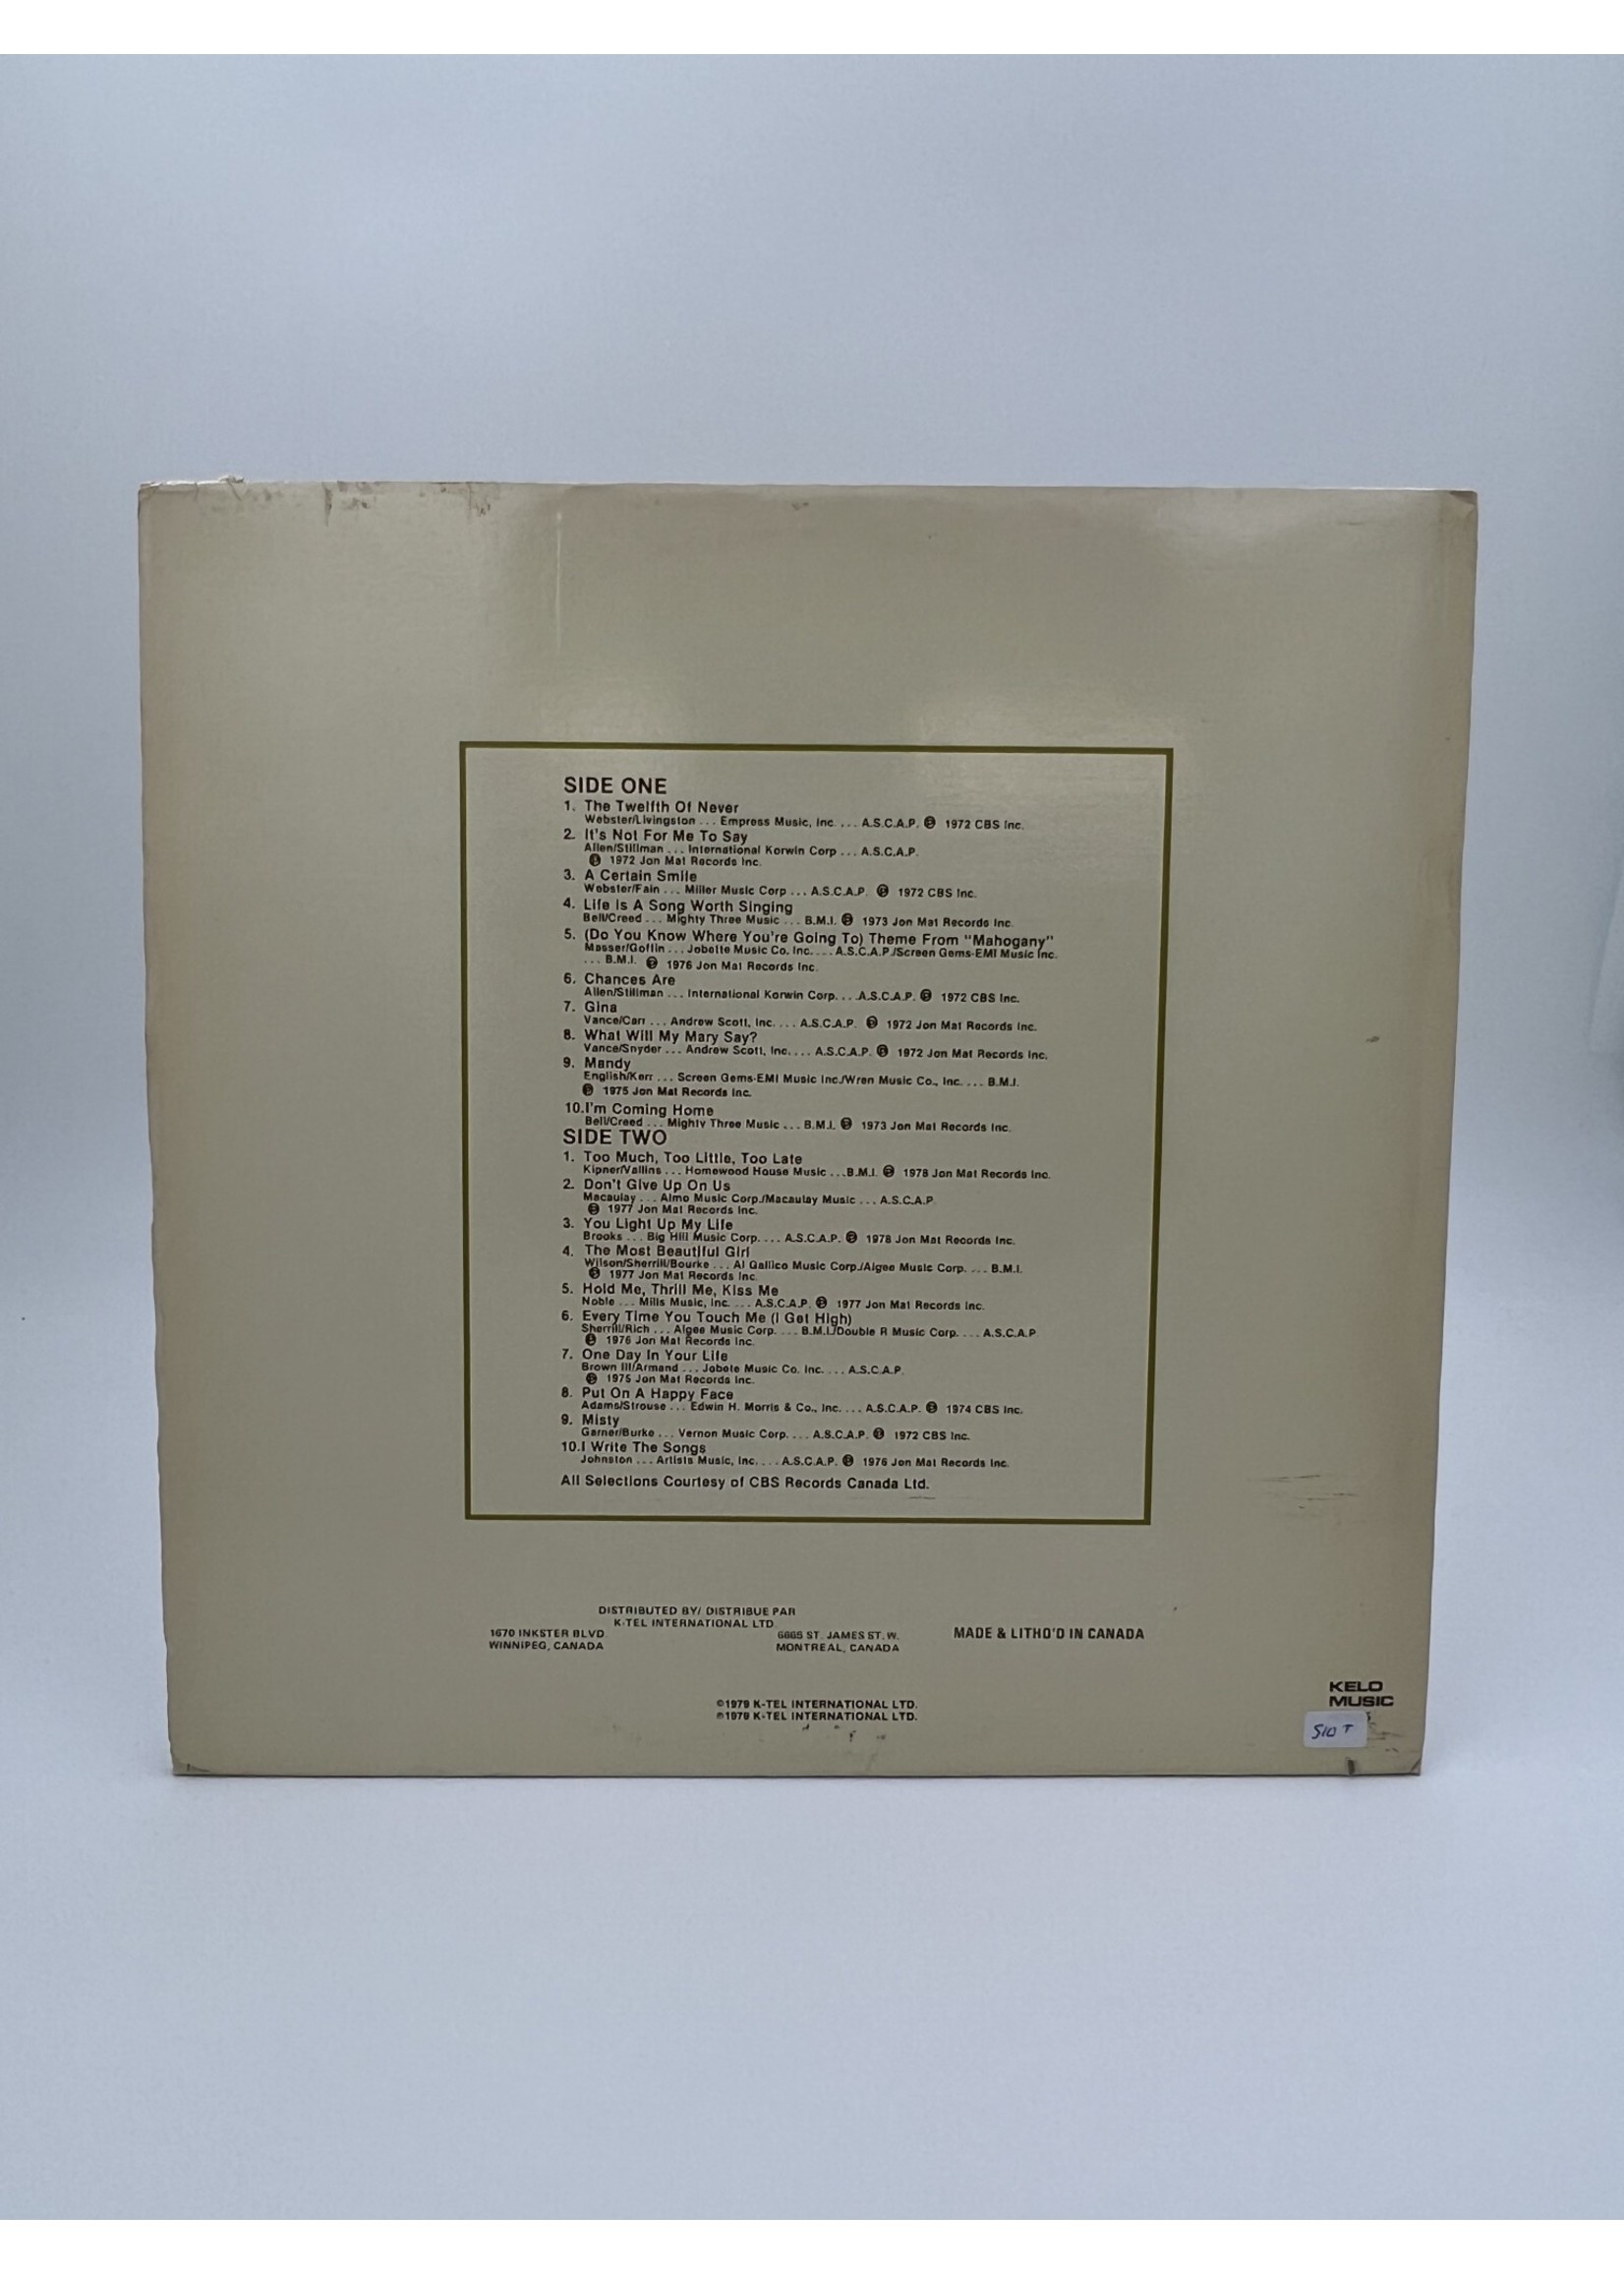 SIDE ONE
1. The Twelfth Of Never
Webster/Livingston ... Empress Music, Inc. ... A.S.C.A.P. ℗ 1972 CBS Inc.
2. It's Not For Me To Say
Allen/Stillman ... International Korwin Corp ... A.S.C.A.P.
℗ 1972 Jon Mat Records Inc.
3. A Certain Smile
Webster/Fain ... Miller Music Corp ... A.S.C.A.P. ℗ 1972 CBS Inc.
4. Life Is A Song Worth Singing
Bell/Creed ... Mighty Three Music ... B.M.I. ℗ 1973 Jon Mat Records Inc.
5. (Do You Know Where You're Going To) Theme From "Mahogany"
Masser/Goffin ... Jobette Music Co. Inc. ... A.S.C.A.P./Screen Gems-EMI Music Inc.
... B.M.I. ℗ 1976 Jon Mat Records Inc.
6. Chances Are
Allen/Stillman ... International Korwin Corp. ... A.S.C.A.P. ℗ 1972 CBS Inc.
7. Gina
Vance/Carr ... Andrew Scott, Inc. ... A.S.C.A.P. ℗ 1972 Jon Mat Records Inc.
8. What Will My Mary Say?
Vance/Snyder ... Andrew Scott, Inc. ... A.S.C.A.P. ℗ 1972 Jon Mat Records Inc.
9. Mandy
English/Kerr ... Screen Gems-EMI Music Inc./Wren Music Co., Inc. ... B.M.I.
℗ 1975 Jon Mat Records Inc.
10.I'm Coming Home
Bell/Creed ... Mighty Three Music ... B.M.I. ℗ 1973 Jon Mat Records Inc.
SIDE TWO
1. Too Much, Too Little, Too Late
Kipner/Vallins ... Homewood House Music ...B.M.I. ℗ 1978 Jon Mat Records Inc.
2. Don't Give Up On Us
Macaulay ... Almo Music Corp./Macaulay Music ... A.S.C.A.P.
℗ 1977 Jon Mat Records Inc.
3. You Light Up My Life
Brooks ... Big Hill Music Corp. ... A.S.C.A.P. ℗ 1978 Jon Mat Records Inc.
4. The Most Beautiful Girl
Wilson/Sherrill/Bourke ... Al Gallico Music Corp./Algee Music Corp. ... B.M.I.
℗ 1977 Jon Mat Records Inc.
5. Hold Me, Thrill Me, Kiss Me
Noble ... Mills Music, Inc. ... A.S.C.A.P. ℗ 1977 Jon Mat Records Inc.
6. Every Time You Touch Me (I Get High)
Sherrill/Rich ... Algee Music Corp. ... B.M.I./Double R Music Corp. ... A.S.C.A.P.
℗ 1976 Jon Mat Records Inc.
7. One Day In Your Life
Brown III/Armand ... Jobete Music Co. Inc. ... A.S.C.A.P.
℗ 1975 Jon Mat Records Inc.
8. Put On A Happy Face
Adams/Strouse ... Edwin H. Morris & Co., Inc. ... A.S.C.A.P. ℗ 1974 CBS Inc.
9. Misty
Garner/Burke ... Vernon Music Corp. ... A.S.C.A.P. ℗ 1972 CBS Inc.
10.I Write The Songs
Johnston ... Artists Music, Inc. ... A.S.C.A.P. ℗ 1976 Jon Mat Records Inc.
All Selections Courtesy of CBS Records Canada Ltd.
DISTRIBUTED BY/ DISTRIBUE PAR
K-TEL INTERNATIONAL LTD.
1670 INKSTER BLVD.
WINNIPEG, CANADA
6665 ST. JAMES ST. W.
MONTREAL, CANADA
MADE & LITHO'D IN CANADA
©1979 K-TEL INTERNATIONAL LTD.
℗1979 K-TEL INTERNATIONAL LTD.
KELO
MUSIC